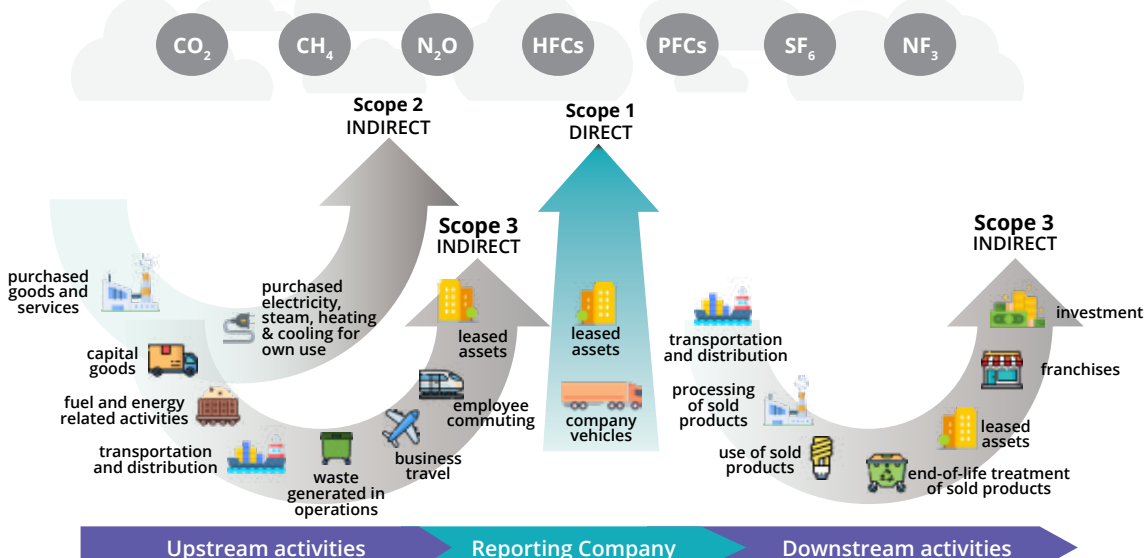 CO₂
CH₄
N₂O
HFCs
PFCs
SF₆
NF₃
Scope 2
INDIRECT
Scope 1
DIRECT
Scope 3
INDIRECT
Scope 3
INDIRECT
purchased
goods and
services
capital
goods
fuel and energy
related activities
transportation
and distribution
waste
generated in
operations
business
travel
employee
commuting
leased
assets
purchased
electricity,
steam, heating
& cooling for
own use
leased
assets
company
vehicles
transportation
and distribution
processing
of sold
products
use of sold
products
end-of-life treatment
of sold products
leased
assets
franchises
investment
Upstream activities
Reporting Company
Downstream activities